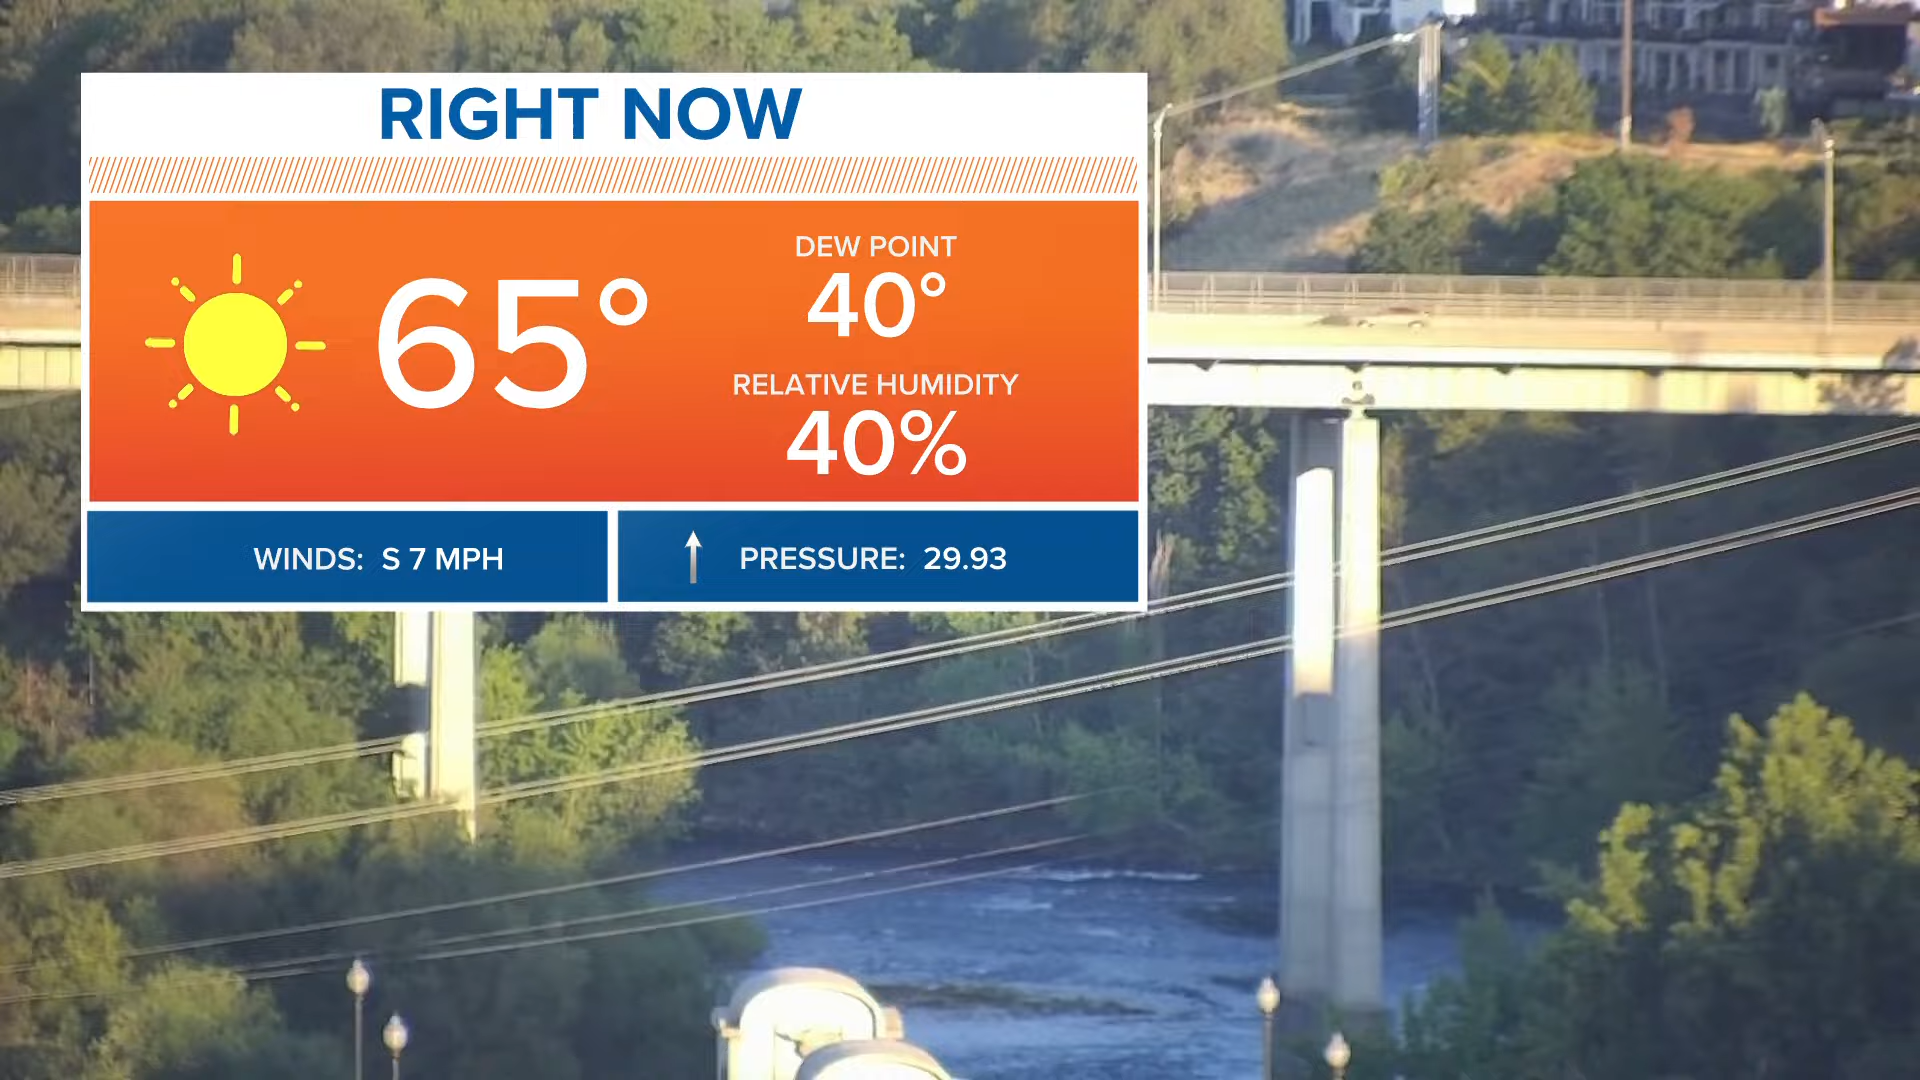 RIGHT NOW
65°
DEW POINT
40°
RELATIVE HUMIDITY
40%
WINDS: S 7 MPH
PRESSURE: 29.93